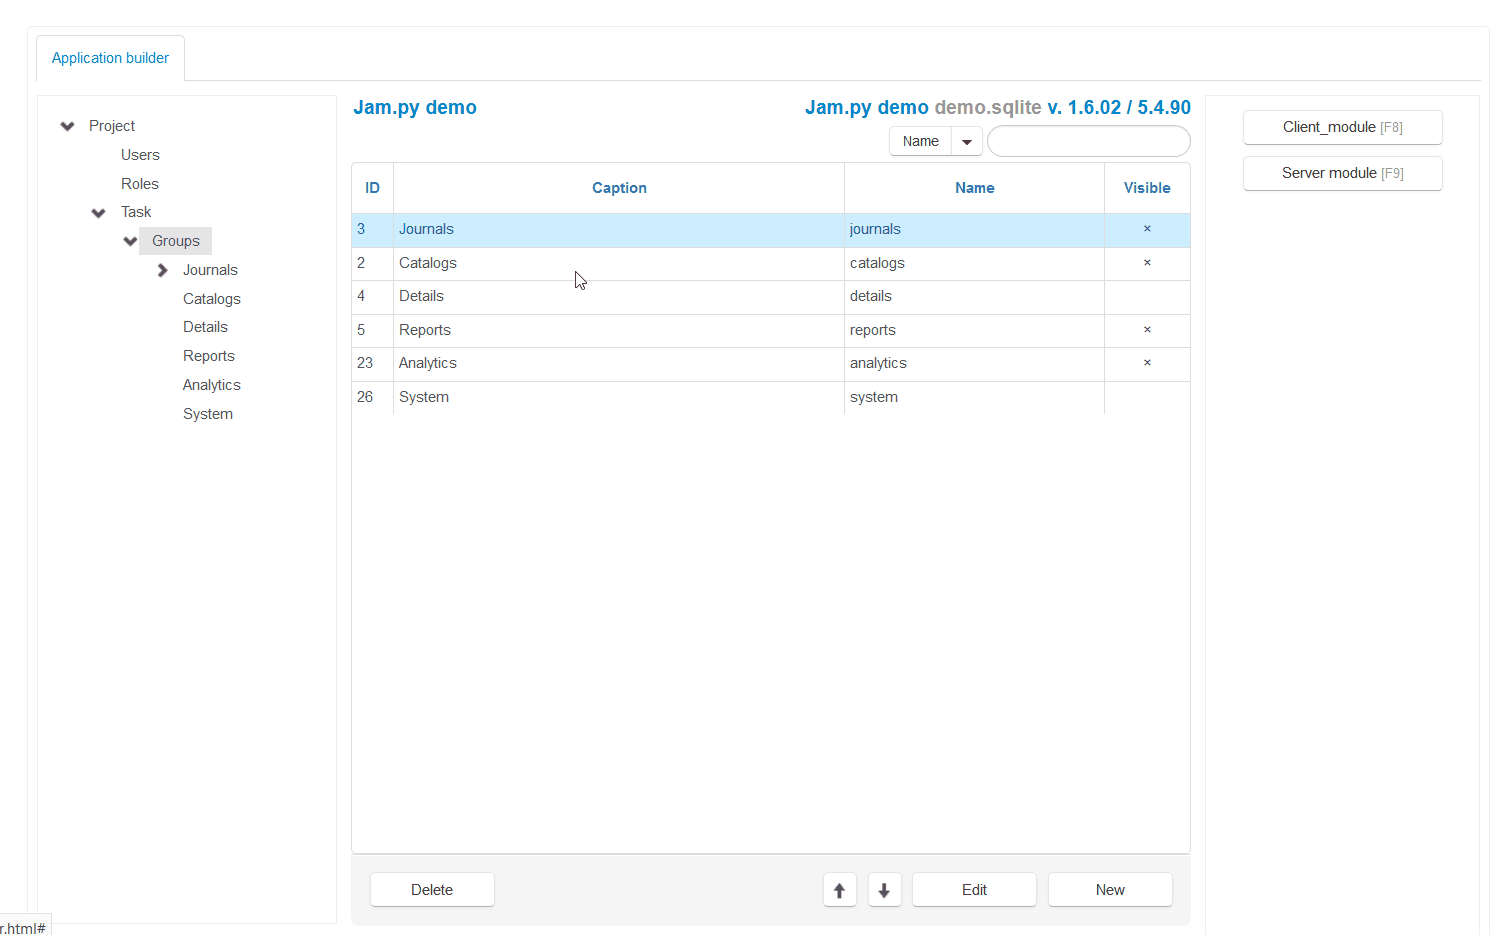 Application builder
Project
Users
Roles
Task
Groups
Journals
Catalogs
Details
Reports
Analytics
System
Jam.py demo
Jam.py demo demo.sqlite v. 1.6.02 / 5.4.90
Name
ID Caption Name Visible
3 Journals journals ×
2 Catalogs catalogs ×
4 Details details
5 Reports reports ×
23 Analytics analytics ×
26 System system
Delete Edit New
Client_module [F8]
Server module [F9]
r.html#